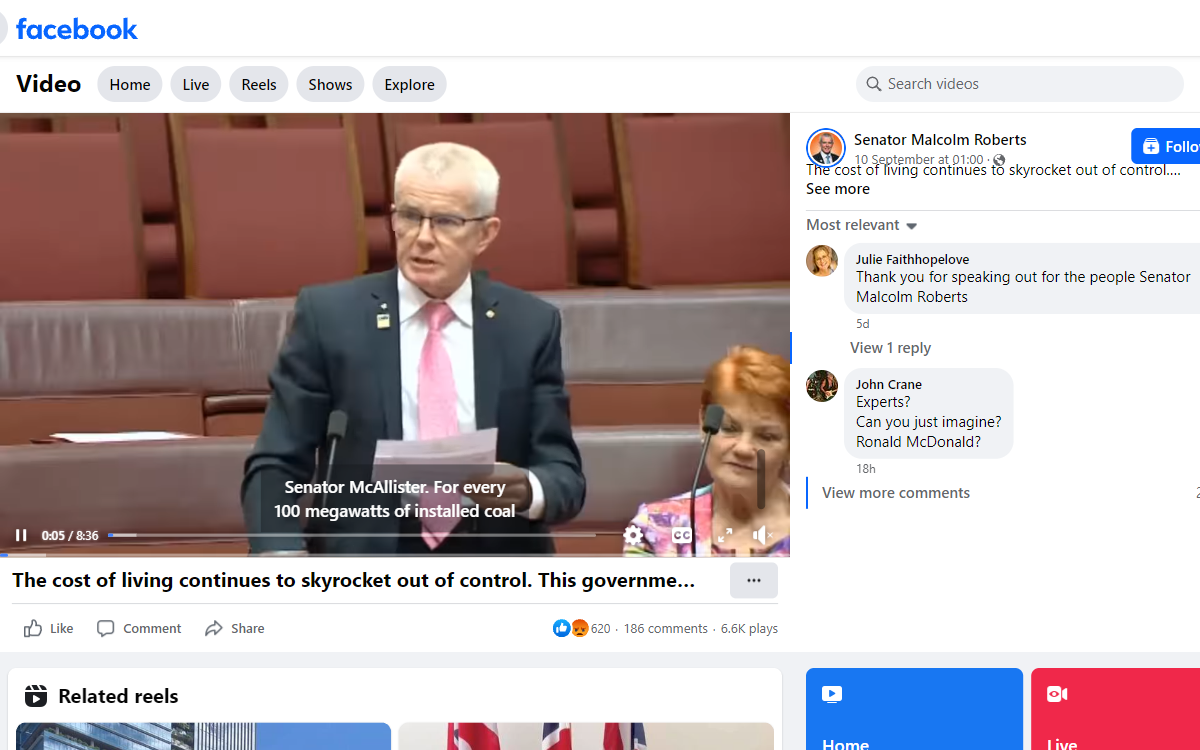 facebook
Video
Home
Live
Reels
Shows
Explore
Search videos
Senator McAllister. For every
100 megawatts of installed coal
0:05 / 8:36
CC
The cost of living continues to skyrocket out of control. This governme...
...
Like
Comment
Share
620 · 186 comments · 6.6K plays
Related reels
Senator Malcolm Roberts
10 September at 01:00 ·
Follo
The cost of living continues to skyrocket out of control....
See more
Most relevant
Julie Faithhopelove
Thank you for speaking out for the people Senator
Malcolm Roberts
5d
View 1 reply
John Crane
Experts?
Can you just imagine?
Ronald McDonald?
18h
View more comments
Home
Live